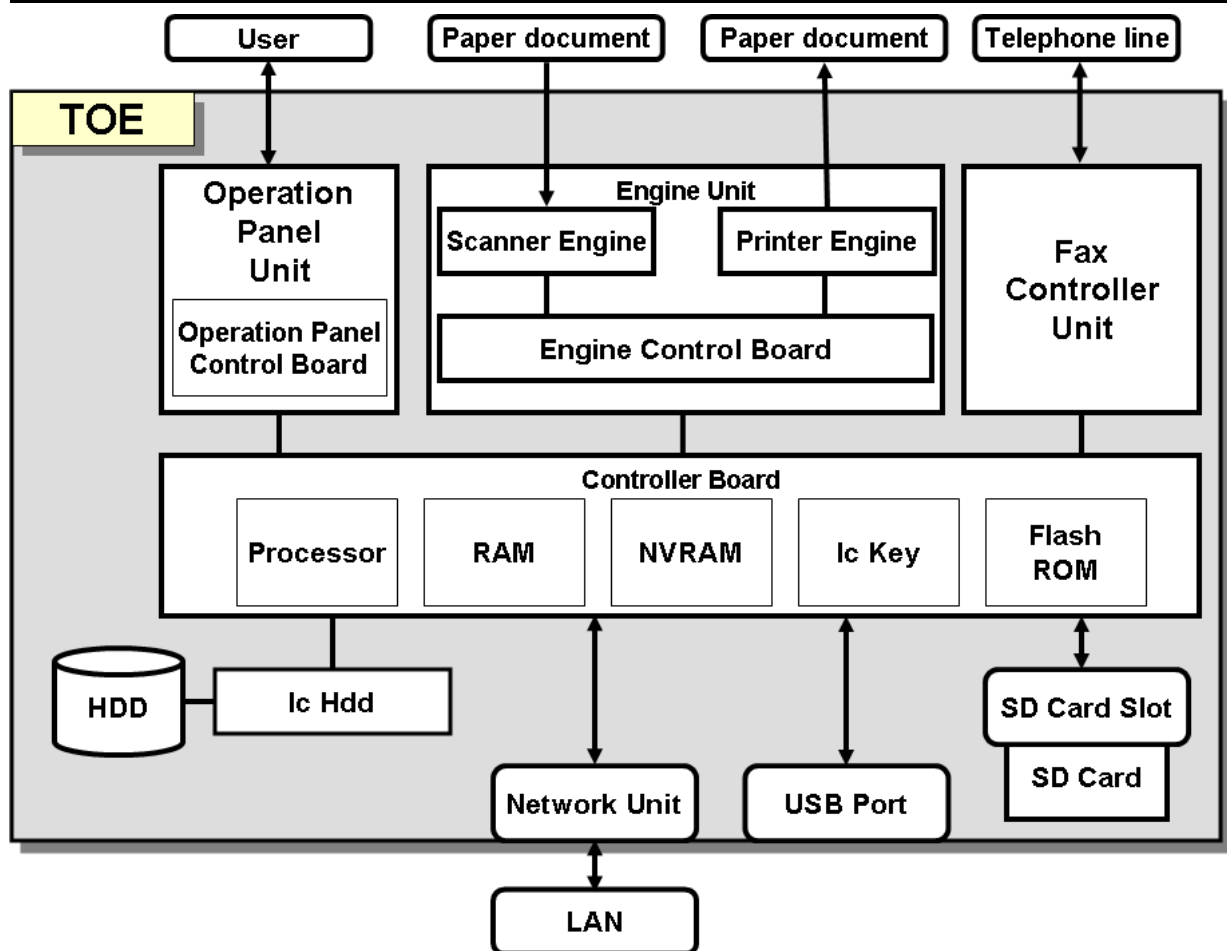 User
Paper document
Paper document
Telephone line
TOE
Operation
Panel
Unit
Operation Panel
Control Board
Engine Unit
Scanner Engine
Printer Engine
Engine Control Board
Fax
Controller
Unit
Controller Board
Processor
RAM
NVRAM
Ic Key
Flash
ROM
HDD
Ic Hdd
SD Card Slot
SD Card
Network Unit
USB Port
LAN